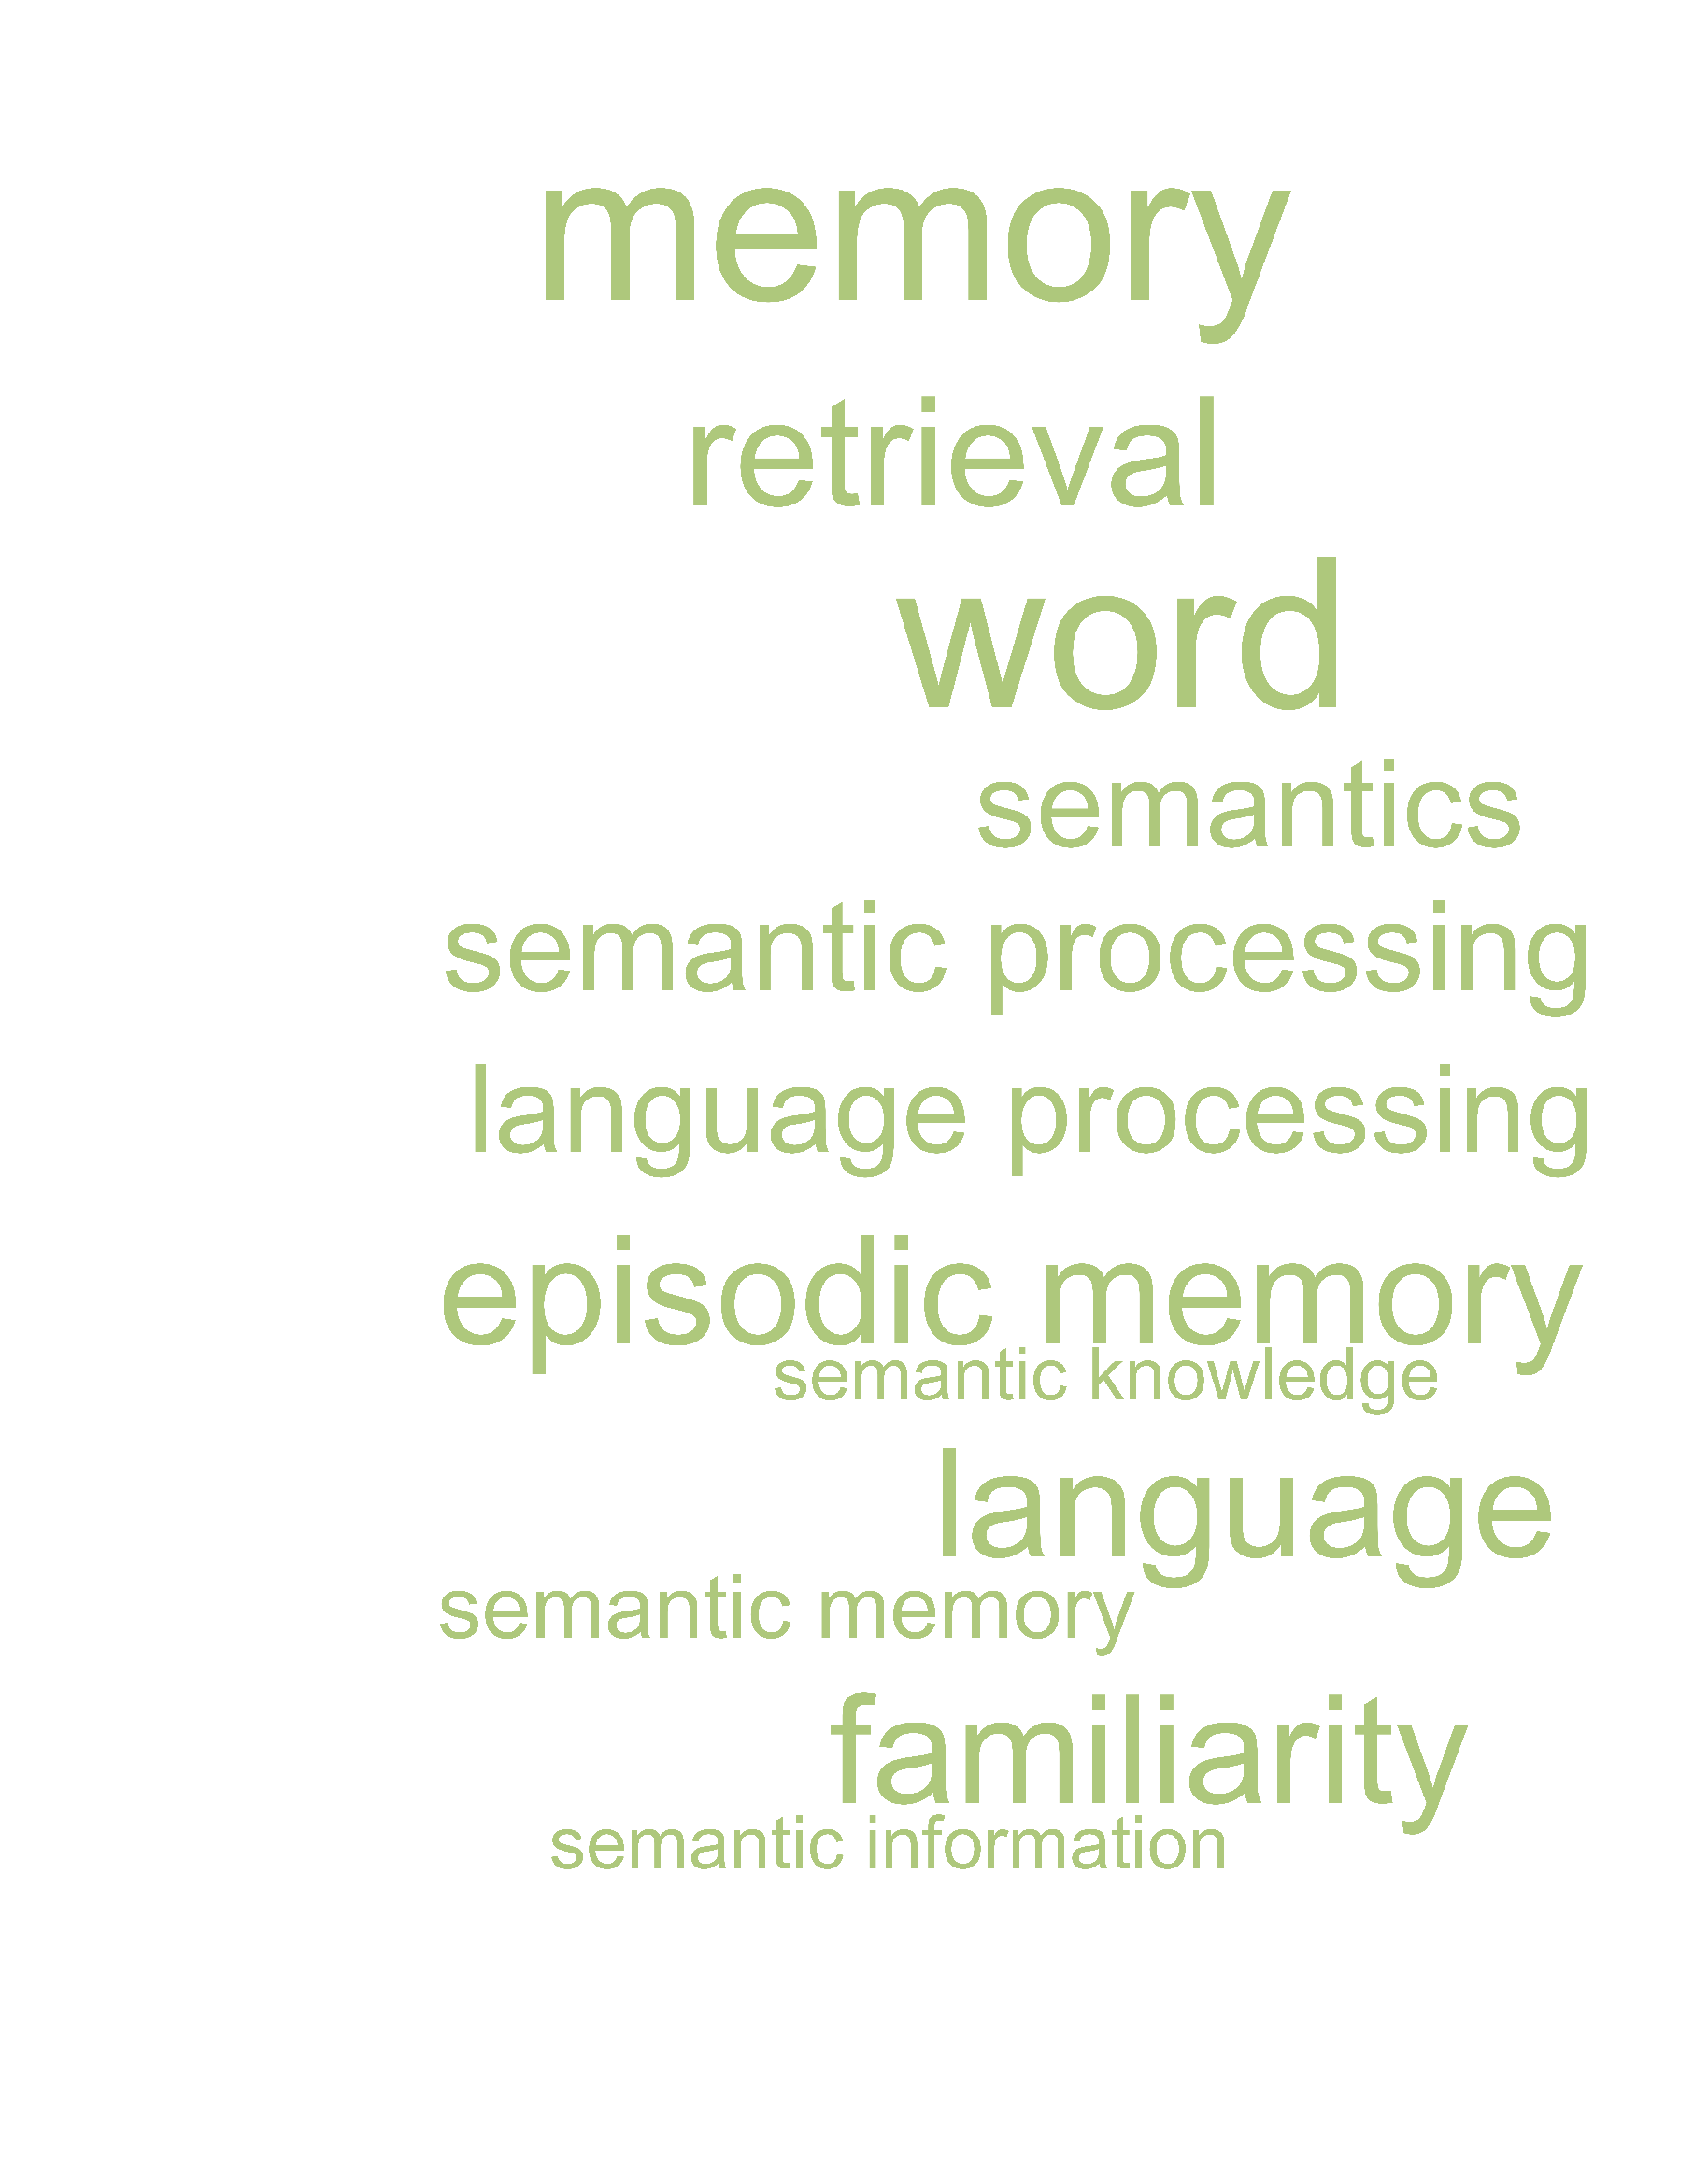 memory
retrieval
word
semantics
semantic processing
language processing
episodic memory
semantic knowledge
language
semantic memory
familiarity
semantic information